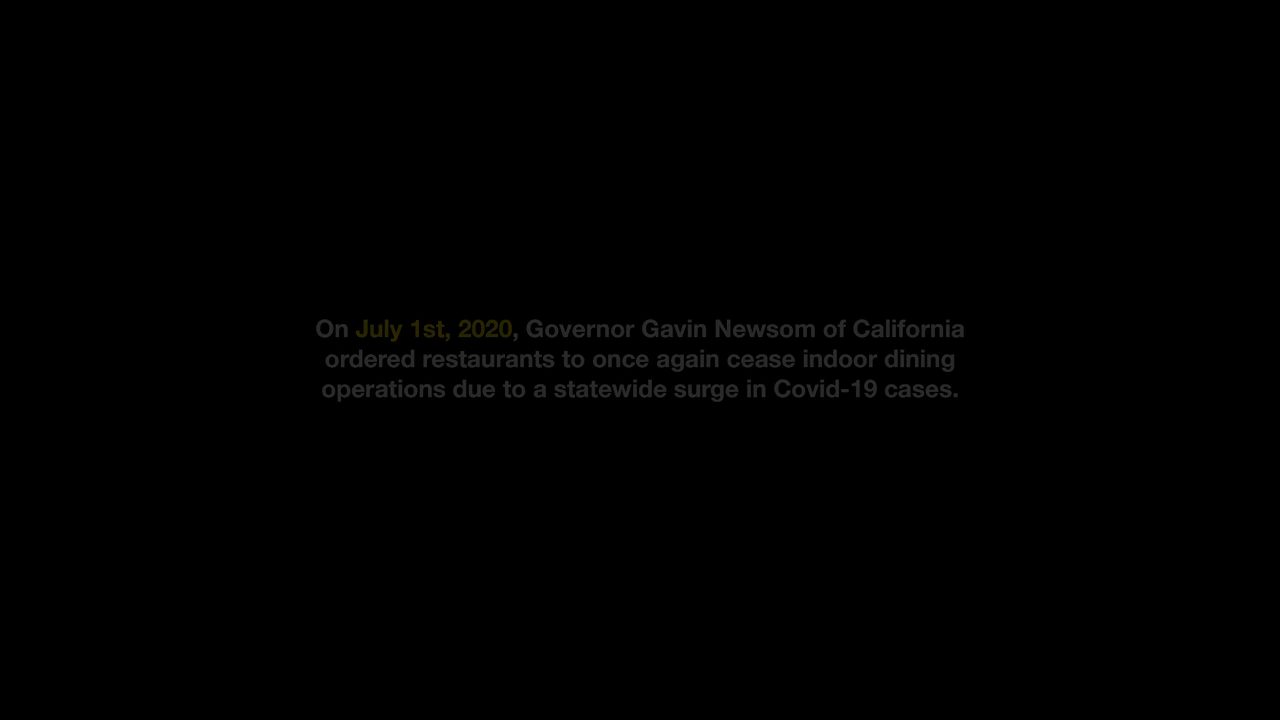 On July 1st, 2020, Governor Gavin Newsom of California
ordered restaurants to once again cease indoor dining
operations due to a statewide surge in Covid-19 cases.